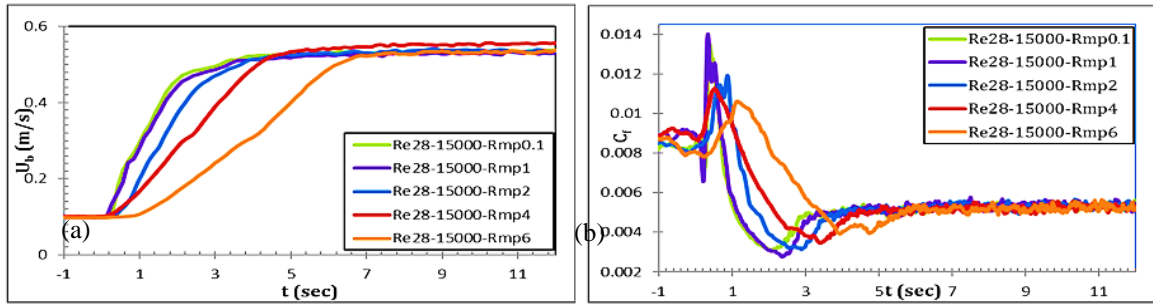 0.6
0.4
0.2
0
U_b (m/s)
(a)
Re28-15000-Rmp0.1
Re28-15000-Rmp1
Re28-15000-Rmp2
Re28-15000-Rmp4
Re28-15000-Rmp6
-1 1 3 5 7 9 11
t (sec)
0.014
0.012
0.01
0.008
0.006
0.004
0.002
C_f
(b)
Re28-15000-Rmp0.1
Re28-15000-Rmp1
Re28-15000-Rmp2
Re28-15000-Rmp4
Re28-15000-Rmp6
-1 1 3 5 7 9 11
t (sec)